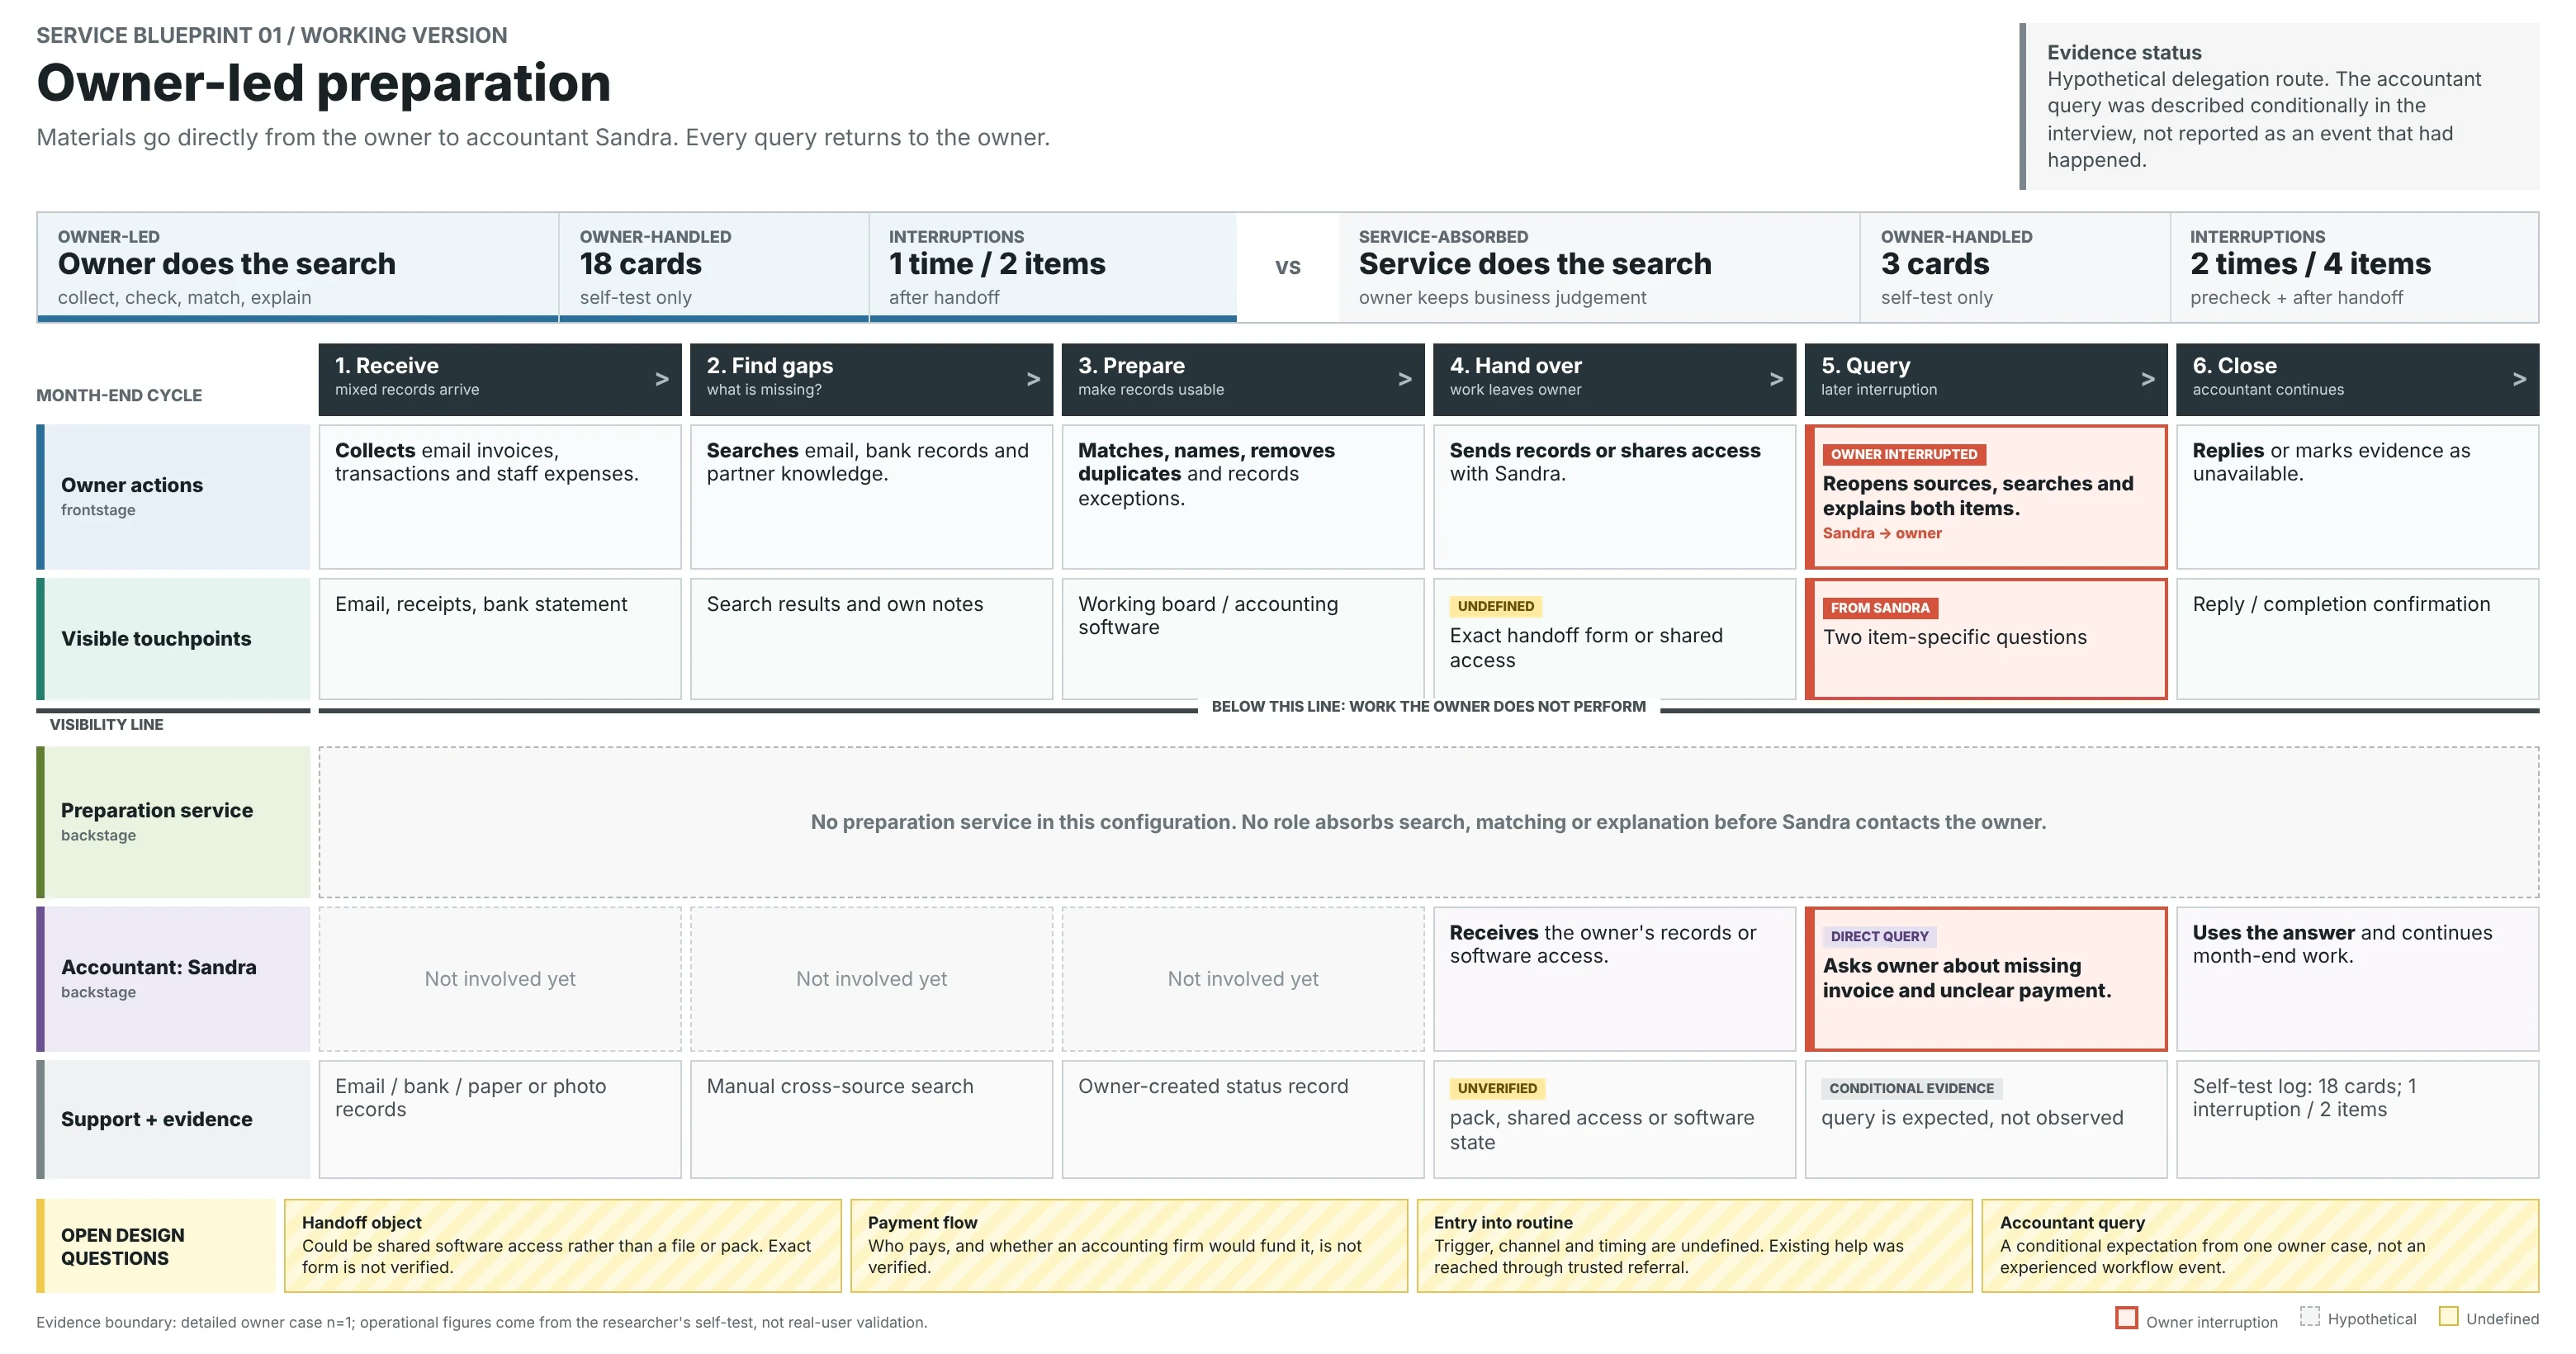 SERVICE BLUEPRINT 01 / WORKING VERSION
Owner-led preparation
Materials go directly from the owner to accountant Sandra. Every query returns to the owner.
Evidence status
Hypothetical delegation route. The accountant
query was described conditionally in the
interview, not reported as an event that had
happened.
OWNER-LED
Owner does the search
collect, check, match, explain
OWNER-HANDLED
18 cards
self-test only
INTERRUPTIONS
1 time / 2 items
after handoff
VS
SERVICE-ABSORBED
Service does the search
owner keeps business judgement
OWNER-HANDLED
3 cards
self-test only
INTERRUPTIONS
2 times / 4 items
precheck + after handoff
MONTH-END CYCLE
1. Receive
mixed records arrive
>
2. Find gaps
what is missing?
>
3. Prepare
make records usable
>
4. Hand over
work leaves owner
>
5. Query
later interruption
>
6. Close
accountant continues
>
Owner actions
frontstage
Collects email invoices,
transactions and staff expenses.
Searches email, bank records and
partner knowledge.
Matches, names, removes
duplicates and records
exceptions.
Sends records or shares access
with Sandra.
OWNER INTERRUPTED
Reopens sources, searches and
explains both items.
Sandra → owner
Replies or marks evidence as
unavailable.
Visible touchpoints
Email, receipts, bank statement
Search results and own notes
Working board / accounting
software
UNDEFINED
Exact handoff form or shared
access
FROM SANDRA
Two item-specific questions
Reply / completion confirmation
BELOW THIS LINE: WORK THE OWNER DOES NOT PERFORM
VISIBILITY LINE
Preparation service
backstage
No preparation service in this configuration. No role absorbs search, matching or explanation before Sandra contacts the owner.
Accountant: Sandra
backstage
Not involved yet
Not involved yet
Not involved yet
Receives the owner's records or
software access.
DIRECT QUERY
Asks owner about missing
invoice and unclear payment.
Uses the answer and continues
month-end work.
Support + evidence
Email / bank / paper or photo
records
Manual cross-source search
Owner-created status record
UNVERIFIED
pack, shared access or software
state
CONDITIONAL EVIDENCE
query is expected, not observed
Self-test log: 18 cards; 1
interruption / 2 items
OPEN DESIGN
QUESTIONS
Handoff object
Could be shared software access rather than a file or pack. Exact
form is not verified.
Payment flow
Who pays, and whether an accounting firm would fund it, is not
verified.
Entry into routine
Trigger, channel and timing are undefined. Existing help was
reached through trusted referral.
Accountant query
A conditional expectation from one owner case, not an
experienced workflow event.
Evidence boundary: detailed owner case n=1; operational figures come from the researcher's self-test, not real-user validation.
Owner interruption
Hypothetical
Undefined